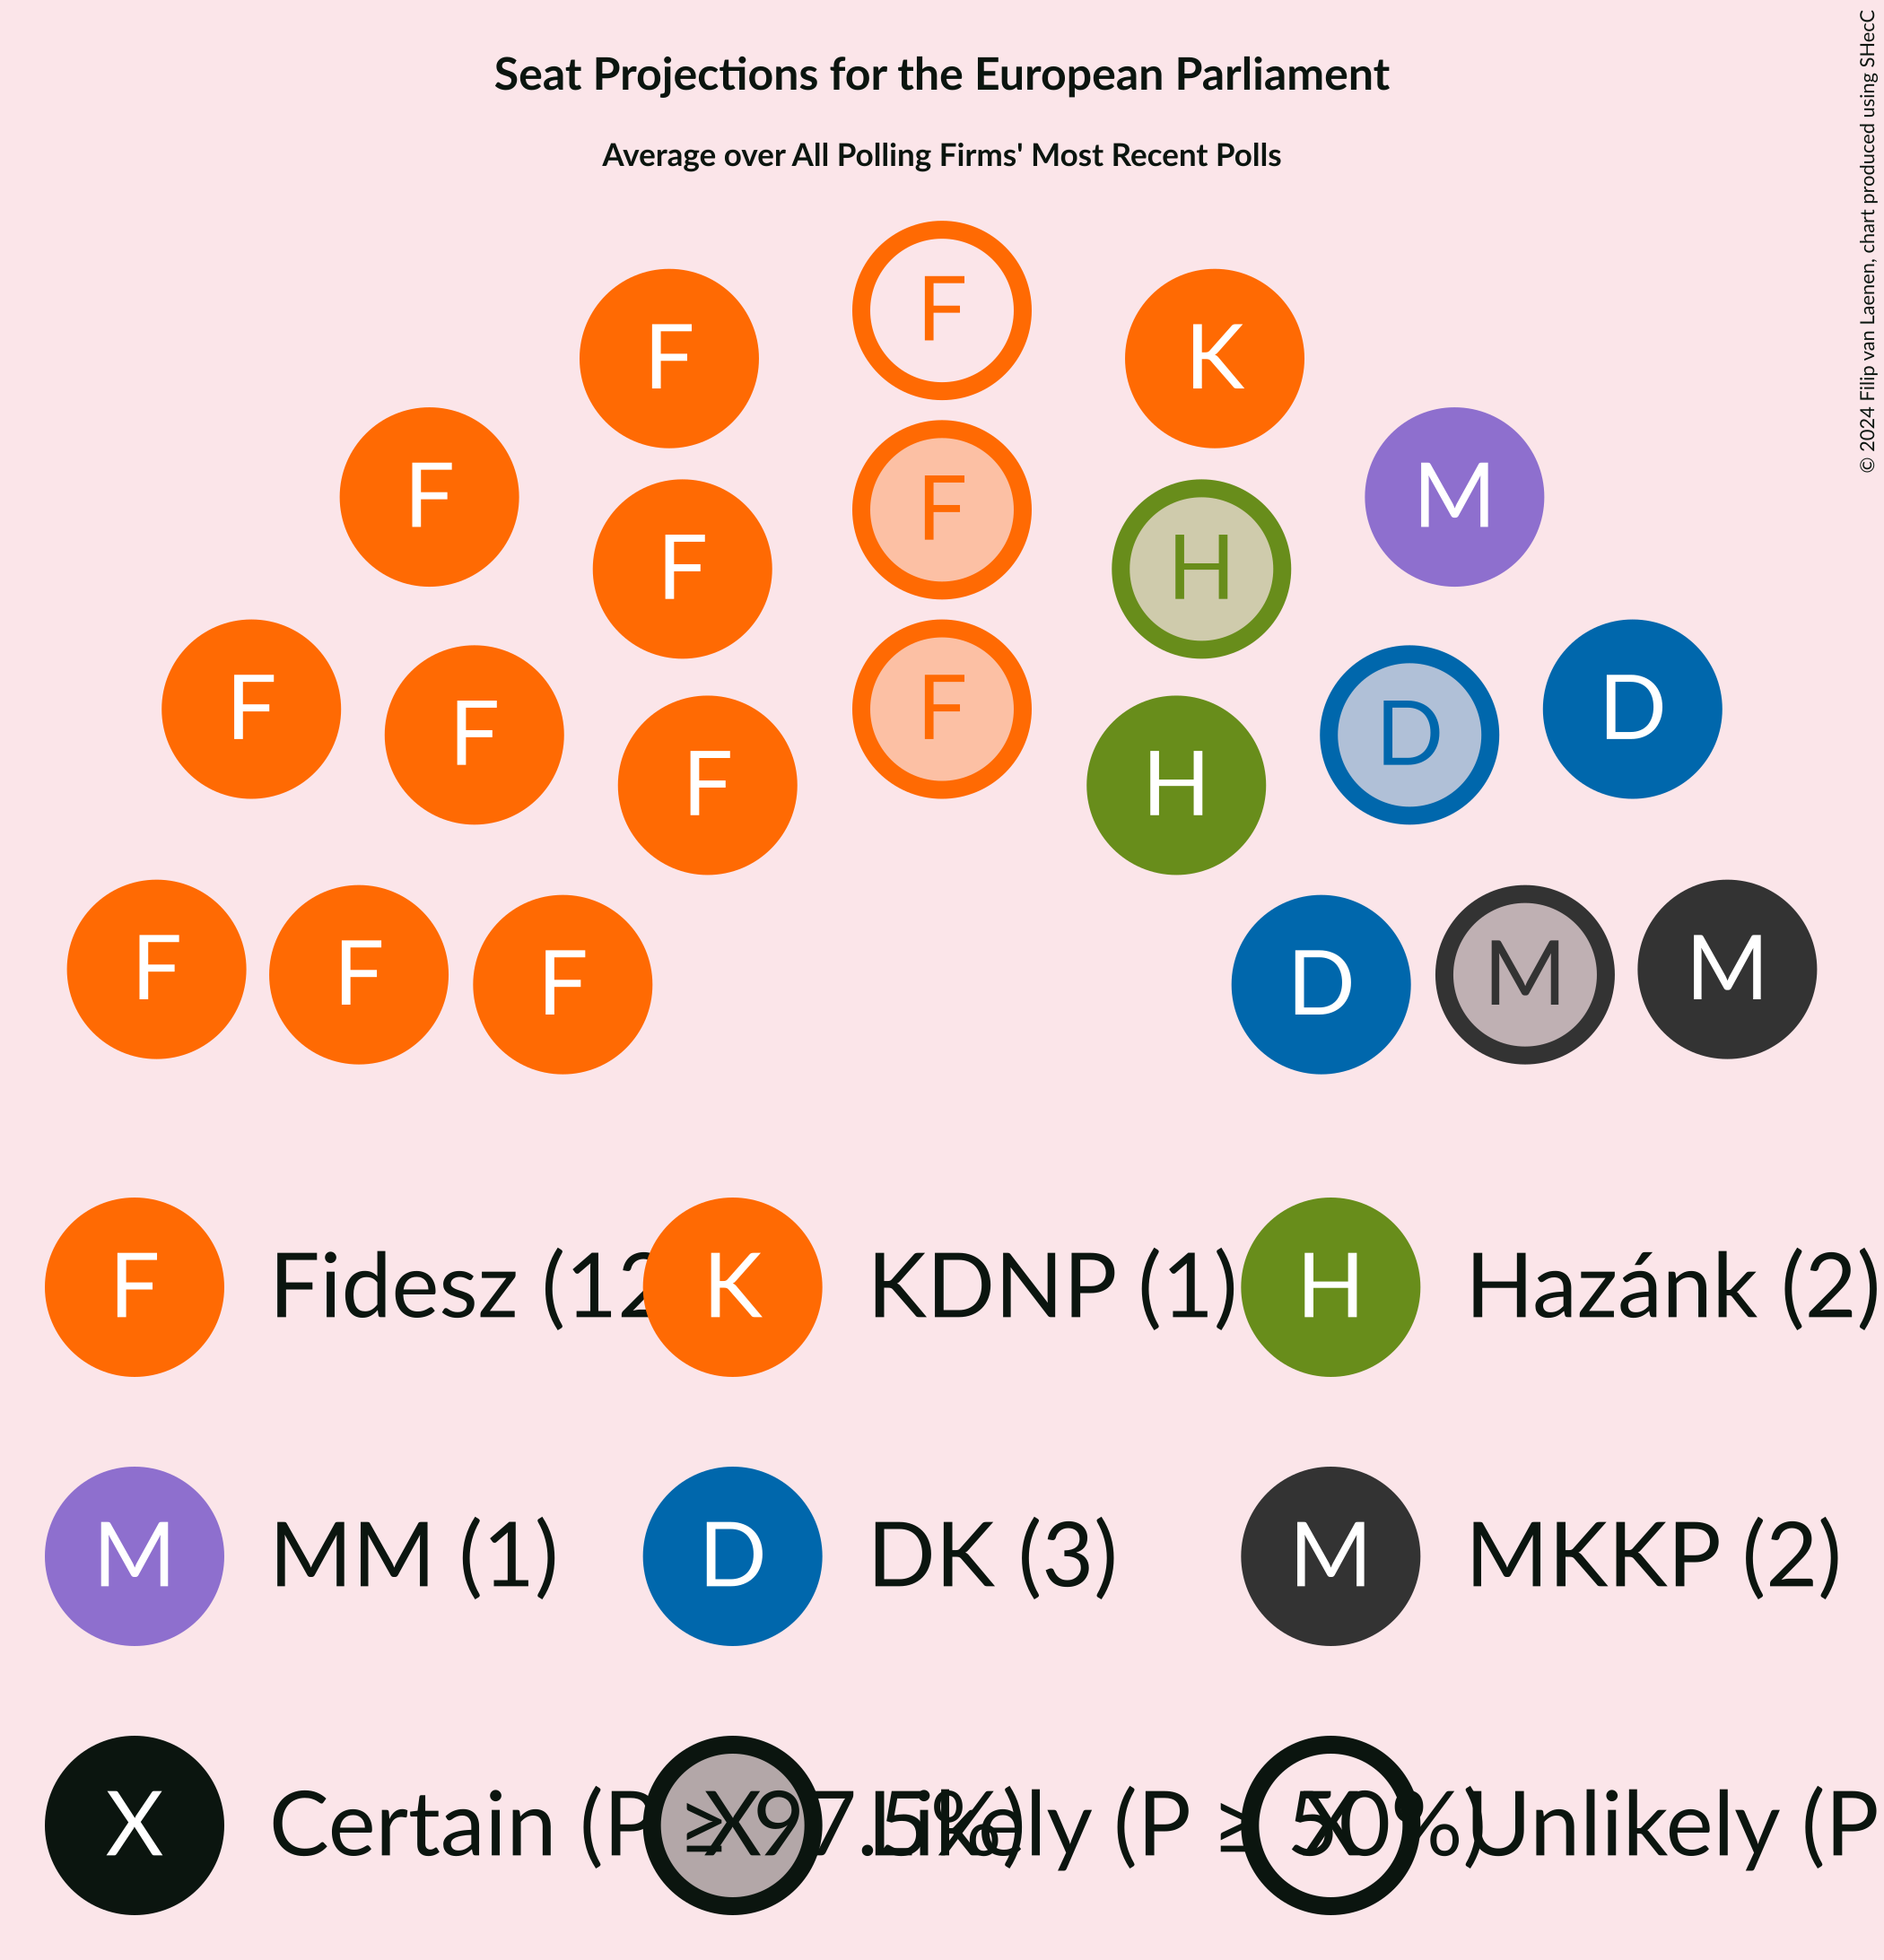 Seat Projections for the European Parliament
Average over All Polling Firms' Most Recent Polls
© 2024 Filip van Laenen, chart produced using SHecC
F
F K
F M
F
F H
F F D D
F F H
F F F D M M
F Fidesz (12 K KDNP (1) H Hazánk (2)
M MM (1) D DK (3) M MKKP (2)
X Certain (P ≥ 97.5%) X Likely (P ≥ 50%) X Unlikely (P